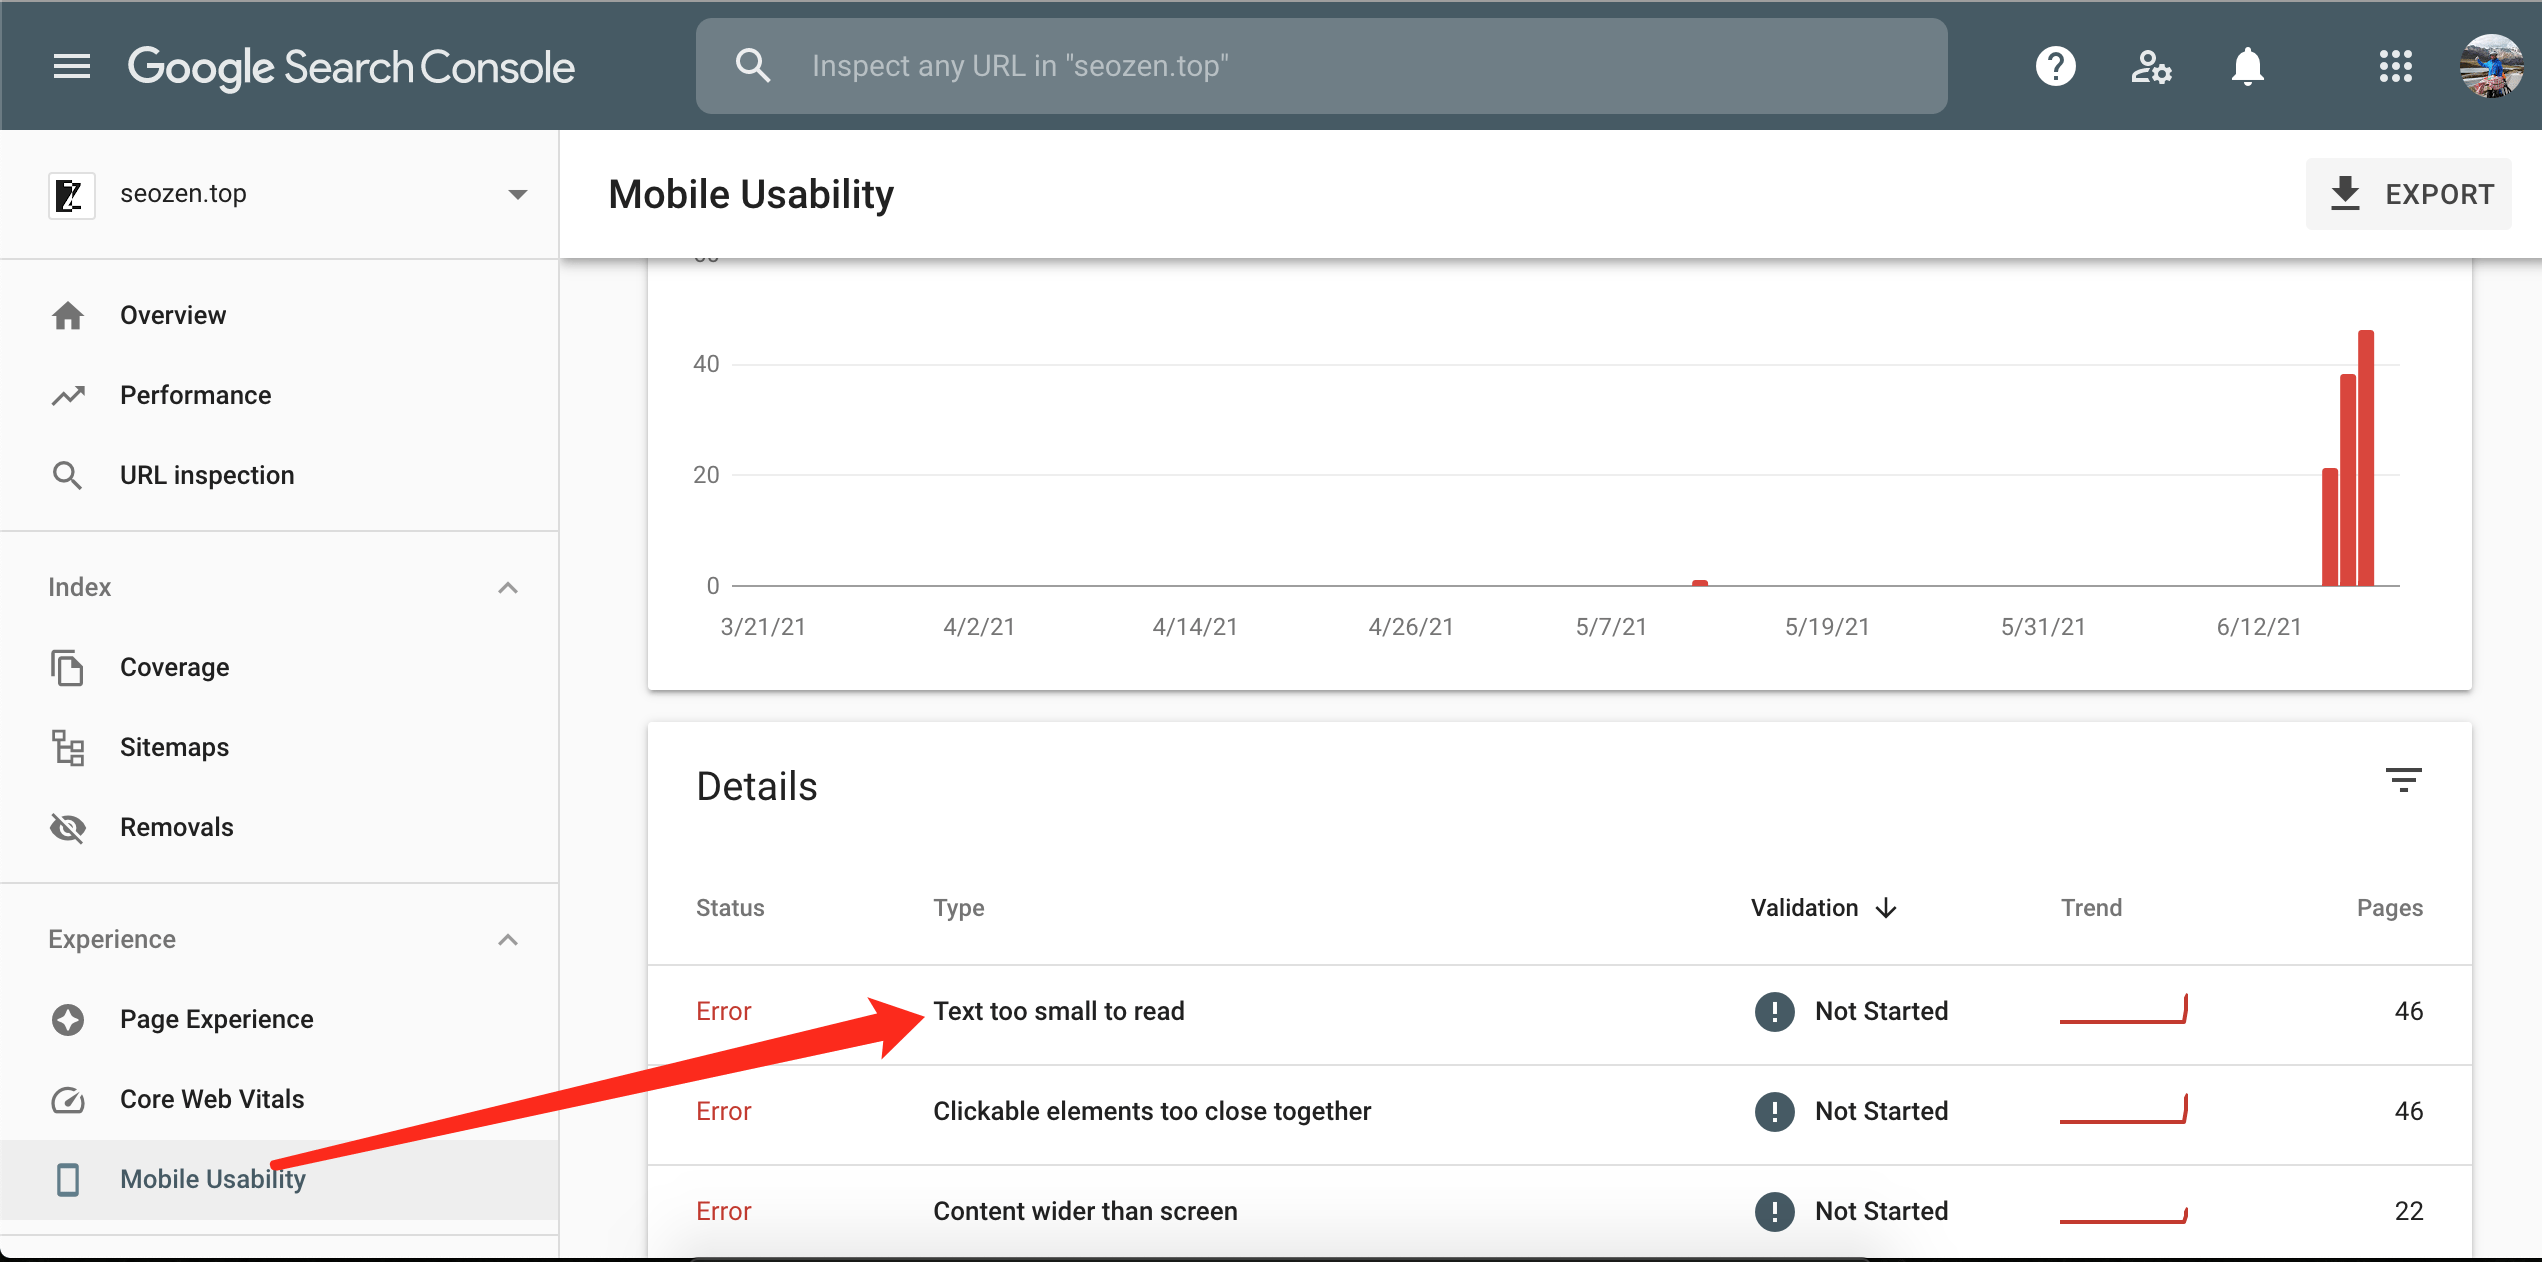 Google Search Console
Inspect any URL in "seozen.top"
seozen.top
Mobile Usability
EXPORT
Overview
Performance
URL inspection
Index
Coverage
Sitemaps
Removals
Experience
Page Experience
Core Web Vitals
Mobile Usability
40
20
0
3/21/21 4/2/21 4/14/21 4/26/21 5/7/21 5/19/21 5/31/21 6/12/21
Details
Status Type Validation Trend Pages
Error Text too small to read Not Started 46
Error Clickable elements too close together Not Started 46
Error Content wider than screen Not Started 22